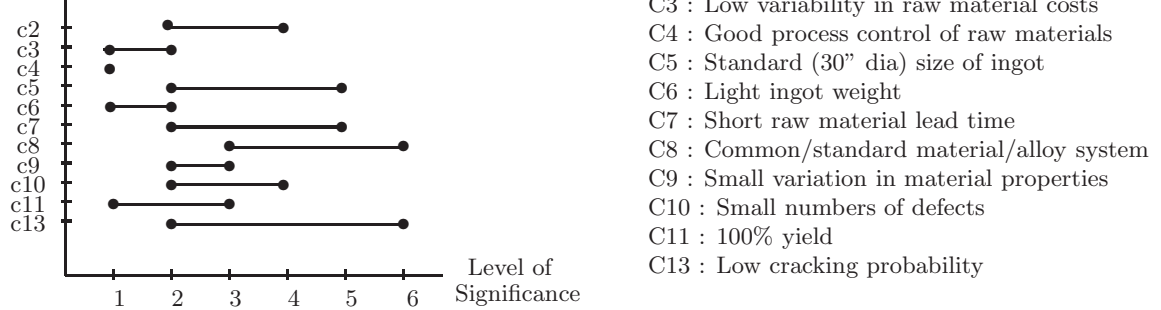 c2
c3
c4
c5
c6
c7
c8
c9
c10
c11
c13
Level of
Significance
1 2 3 4 5 6
C3 : Low variability in raw material costs
C4 : Good process control of raw materials
C5 : Standard (30” dia) size of ingot
C6 : Light ingot weight
C7 : Short raw material lead time
C8 : Common/standard material/alloy system
C9 : Small variation in material properties
C10 : Small numbers of defects
C11 : 100% yield
C13 : Low cracking probability